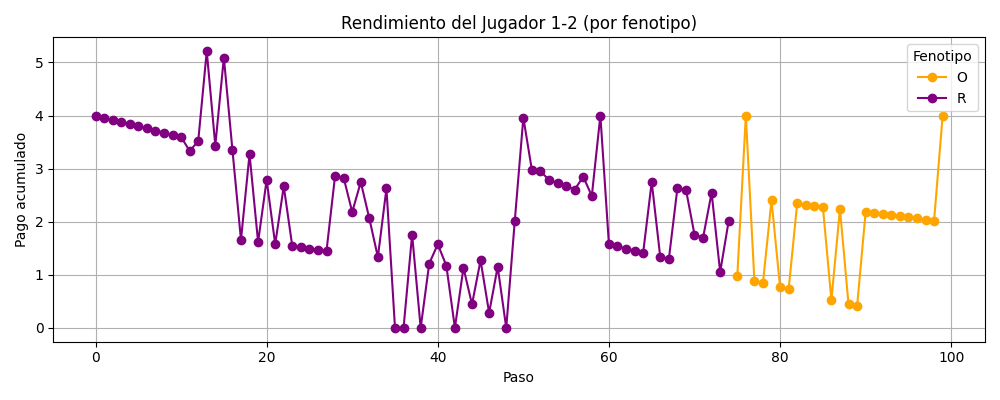 Rendimiento del Jugador 1-2 (por fenotipo)
Pago acumulado
5
4
3
2
1
0
Fenotipo
O
R
0 20 40 60 80 100
Paso